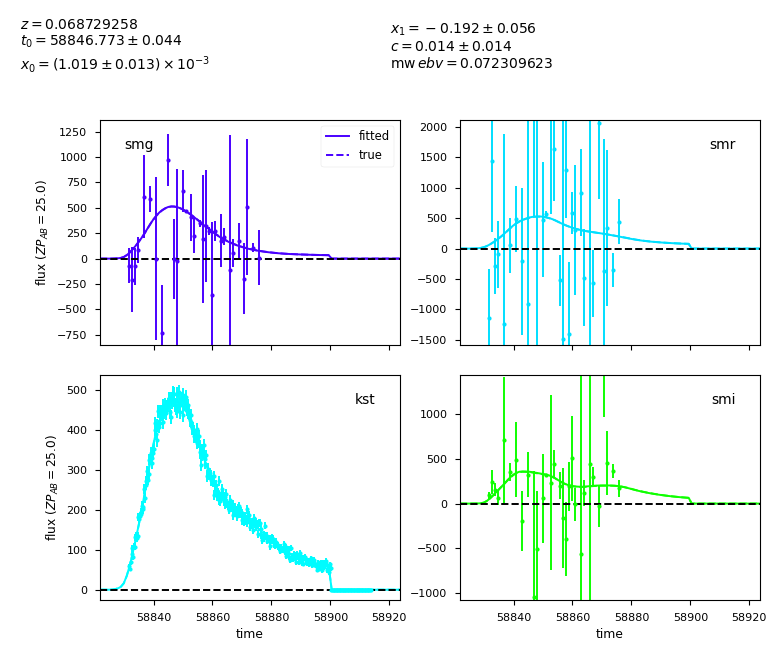 z = 0.068729258
t₀ = 58846.773 ± 0.044
x₀ = (1.019 ± 0.013) × 10⁻³
x₁ = −0.192 ± 0.056
c = 0.014 ± 0.014
mw ebv = 0.072309623
smg
fitted
true
1250
1000
750
500
250
0
−250
−500
−750
flux (ZP_AB = 25.0)
smr
2000
1500
1000
500
0
−500
−1000
−1500
kst
500
400
300
200
100
0
flux (ZP_AB = 25.0)
58840 58860 58880 58900 58920
time
smi
1000
500
0
−500
−1000
58840 58860 58880 58900 58920
time